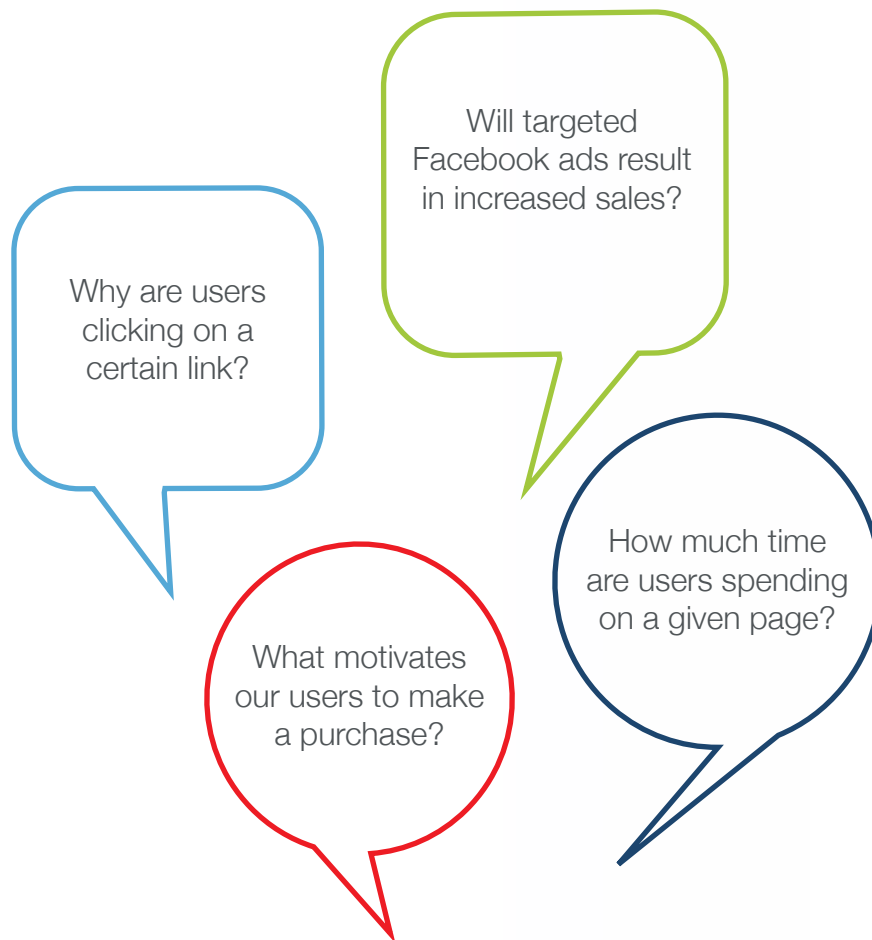 Will targeted
Facebook ads result
in increased sales?
Why are users
clicking on a
certain link?
How much time
are users spending
on a given page?
What motivates
our users to make
a purchase?